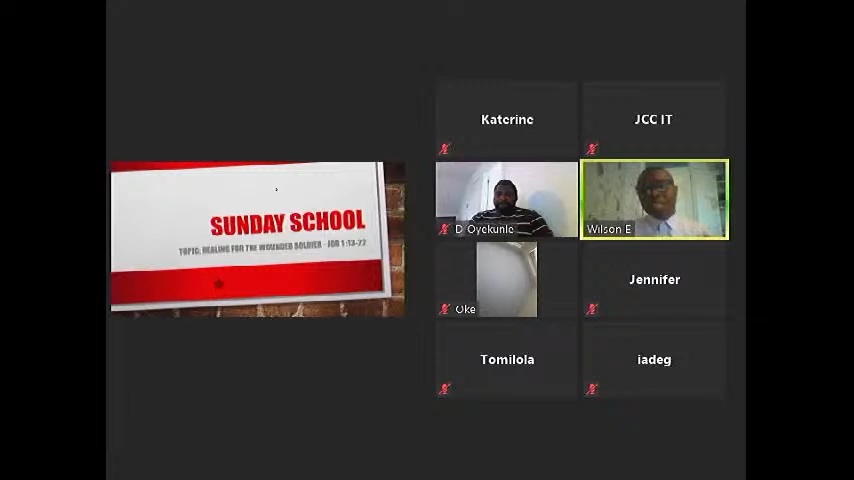 SUNDAY SCHOOL
TOPIC: HEALING FOR THE WOUNDED SOLDIER - JOB 1:13-22
Katerine
JCC IT
D Oyekunle
Wilson E
Oke
Jennifer
Tomilola
iadeg